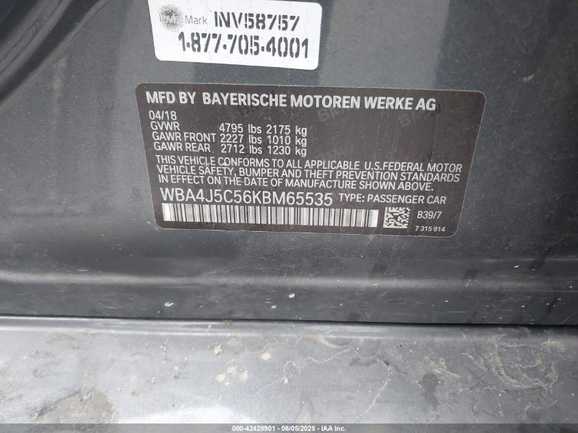 Mark INV58757
1-877-705-4001
MFD BY BAYERISCHE MOTOREN WERKE AG
04/18
GVWR 4795 lbs 2175 kg
GAWR FRONT 2227 lbs 1010 kg
GAWR REAR 2712 lbs 1230 kg
THIS VEHICLE CONFORMS TO ALL APPLICABLE U.S.FEDERAL MOTOR
VEHICLE SAFETY, BUMPER AND THEFT PREVENTION STANDARDS
IN EFFECT ON THE DATE OF MANUFACTURE SHOWN ABOVE.
WBA4J5C56KBM65535 TYPE: PASSENGER CAR
B39/7
7 315 914
000-42429901 - 06/05/2025 - IAA Inc.